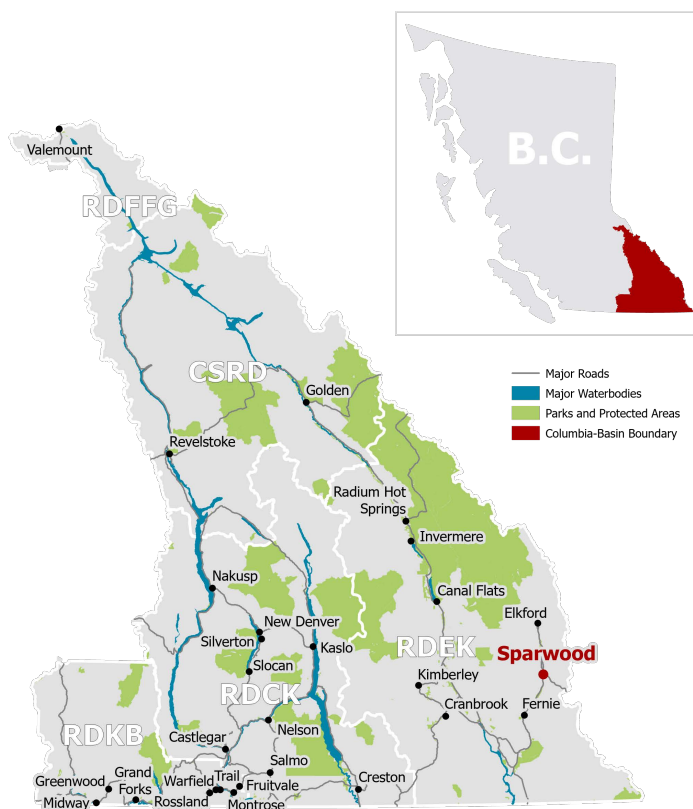 B.C.
Valemount
RDFFG
Major Roads
Major Waterbodies
Parks and Protected Areas
Columbia-Basin Boundary
CSRD
Golden
Revelstoke
Radium Hot
Springs
Invermere
Nakusp
Canal Flats
New Denver
Elkford
Silverton
Kaslo
RDEK
Sparwood
Slocan
Kimberley
RDCK
Cranbrook
Fernie
RDKB
Nelson
Castlegar
Salmo
Greenwood
Grand
Forks
Warfield
Trail
Fruitvale
Creston
Midway
Rossland
Montrose